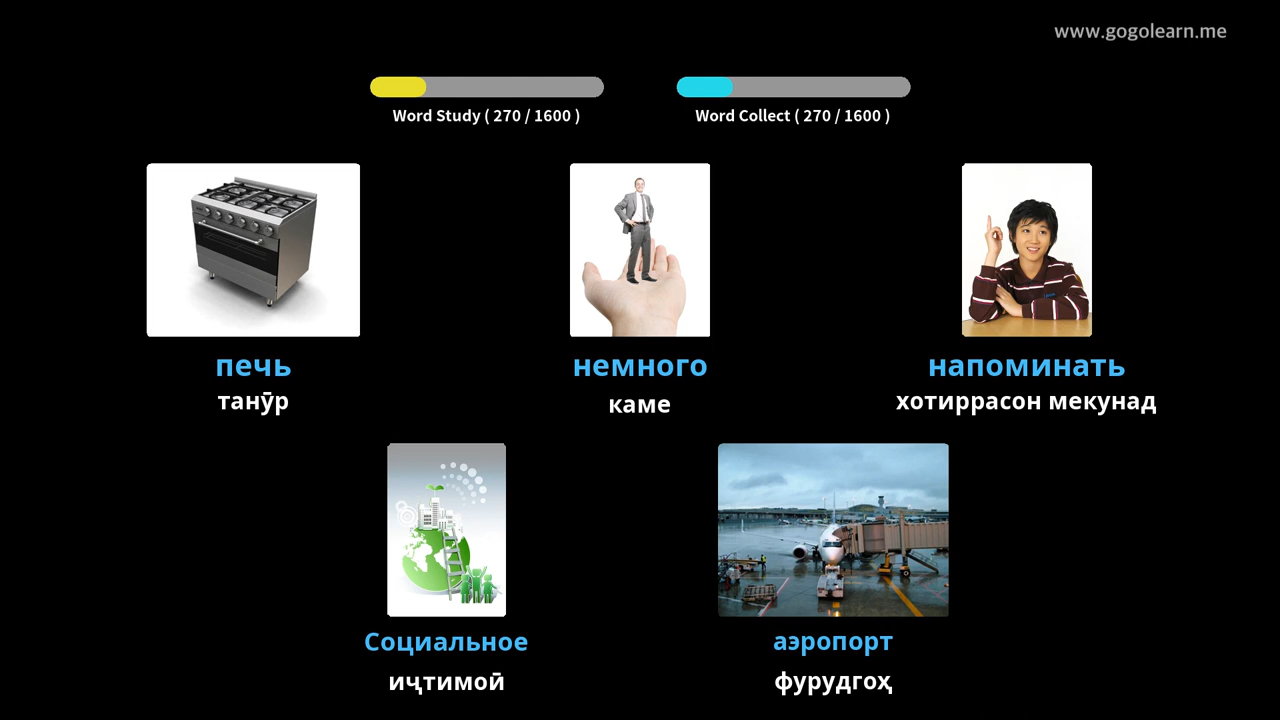 www.gogolearn.me
Word Study ( 270 / 1600 )
Word Collect ( 270 / 1600 )
печь
танӯр
немного
каме
напоминать
хотиррасон мекунад
Социальное
иҷтимоӣ
аэропорт
фурудгоҳ